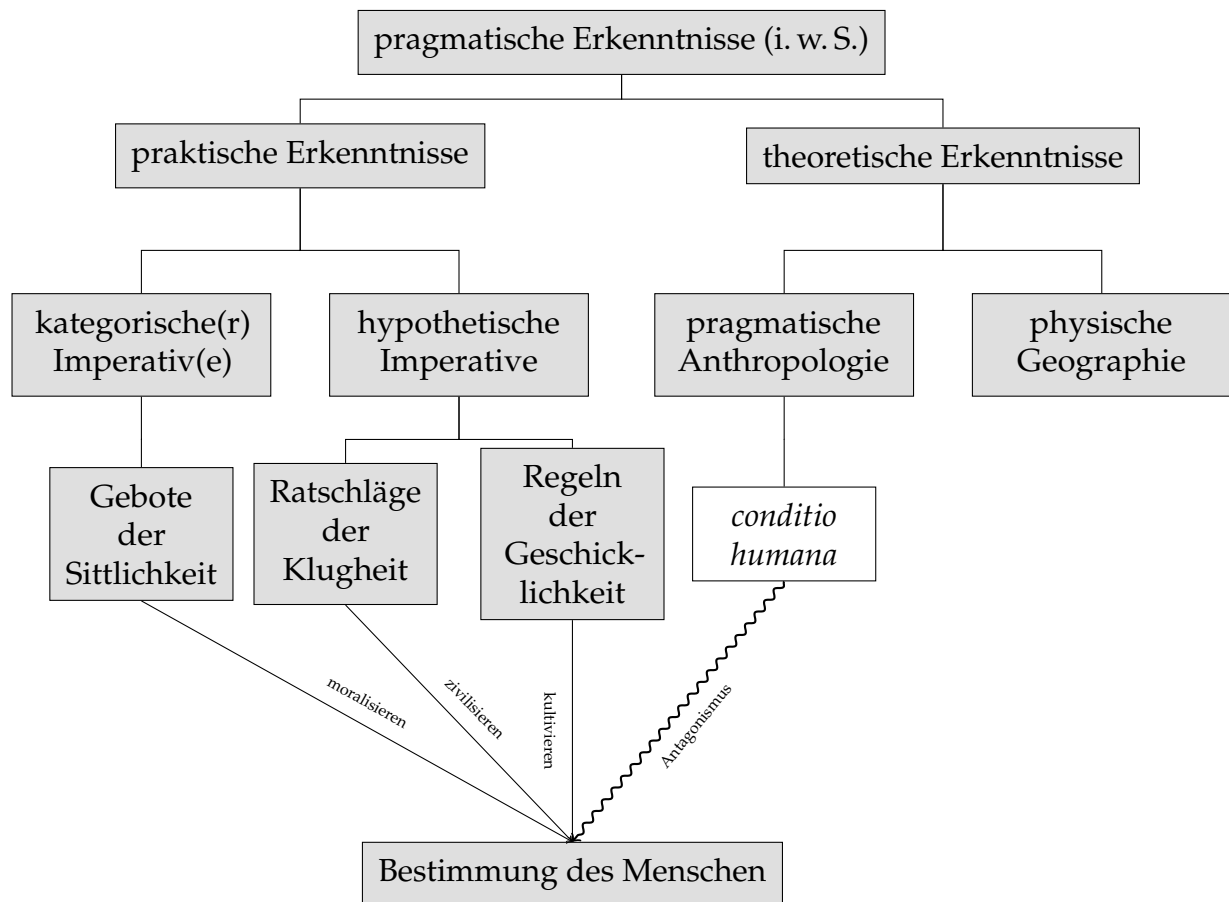 pragmatische Erkenntnisse (i. w. S.)
praktische Erkenntnisse
theoretische Erkenntnisse
kategorische(r)
Imperativ(e)
hypothetische
Imperative
pragmatische
Anthropologie
physische
Geographie
Gebote
der
Sittlichkeit
Ratschläge
der
Klugheit
Regeln
der
Geschick-
lichkeit
conditio
humana
moralisieren
zivilisieren
kultivieren
Antagonismus
Bestimmung des Menschen